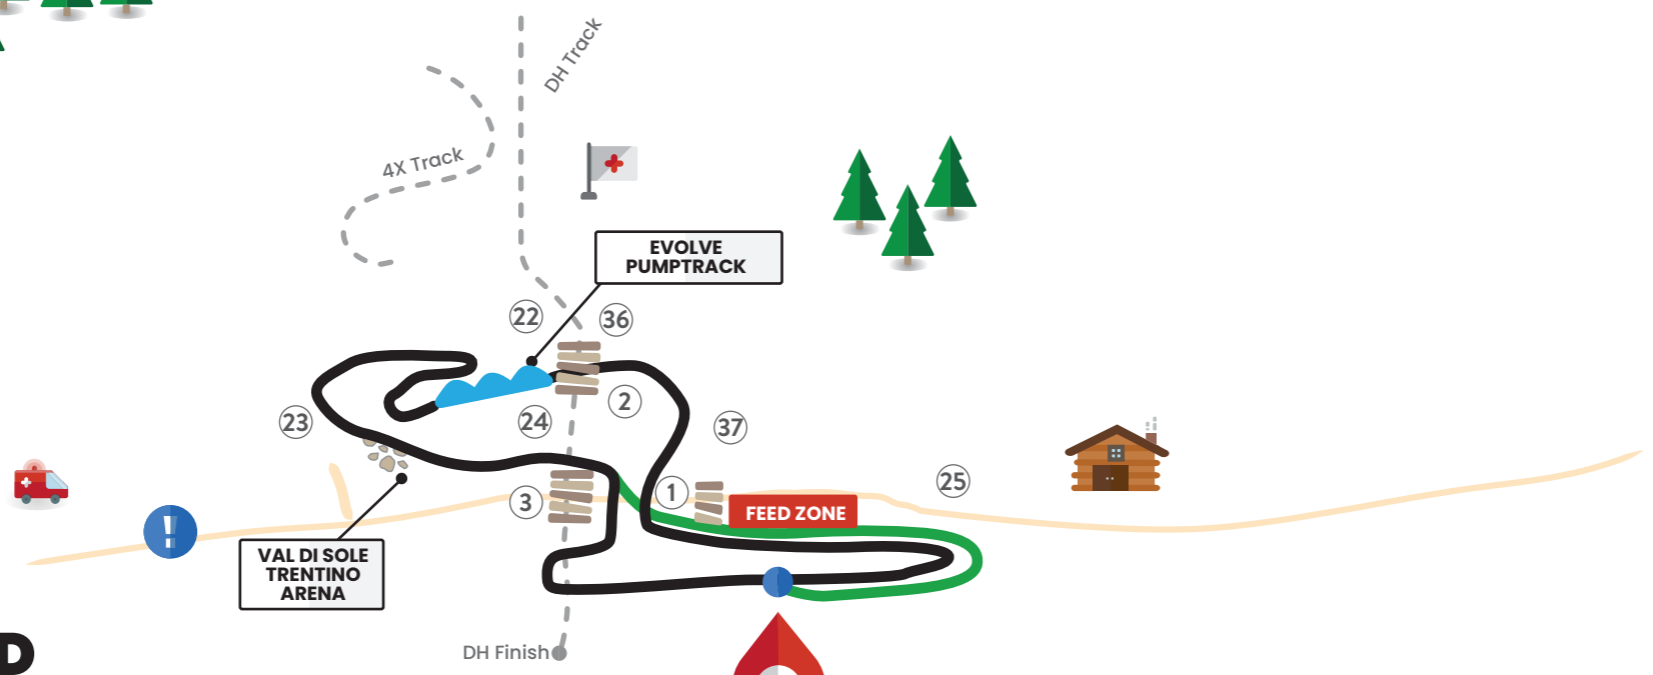 DH Track
4X Track
EVOLVE
PUMPTRACK
22
36
2
24
23
37
25
1
3
FEED ZONE
!
VAL DI SOLE
TRENTINO
ARENA
DH Finish
D